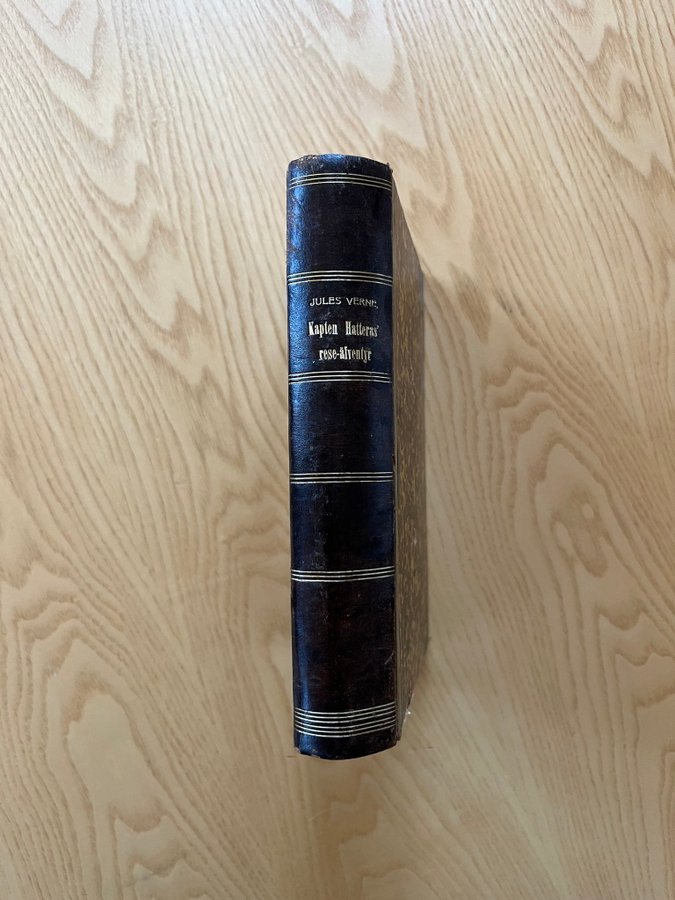 JULES VERNE,
Kapten Hatteras'
rese-äfventyr